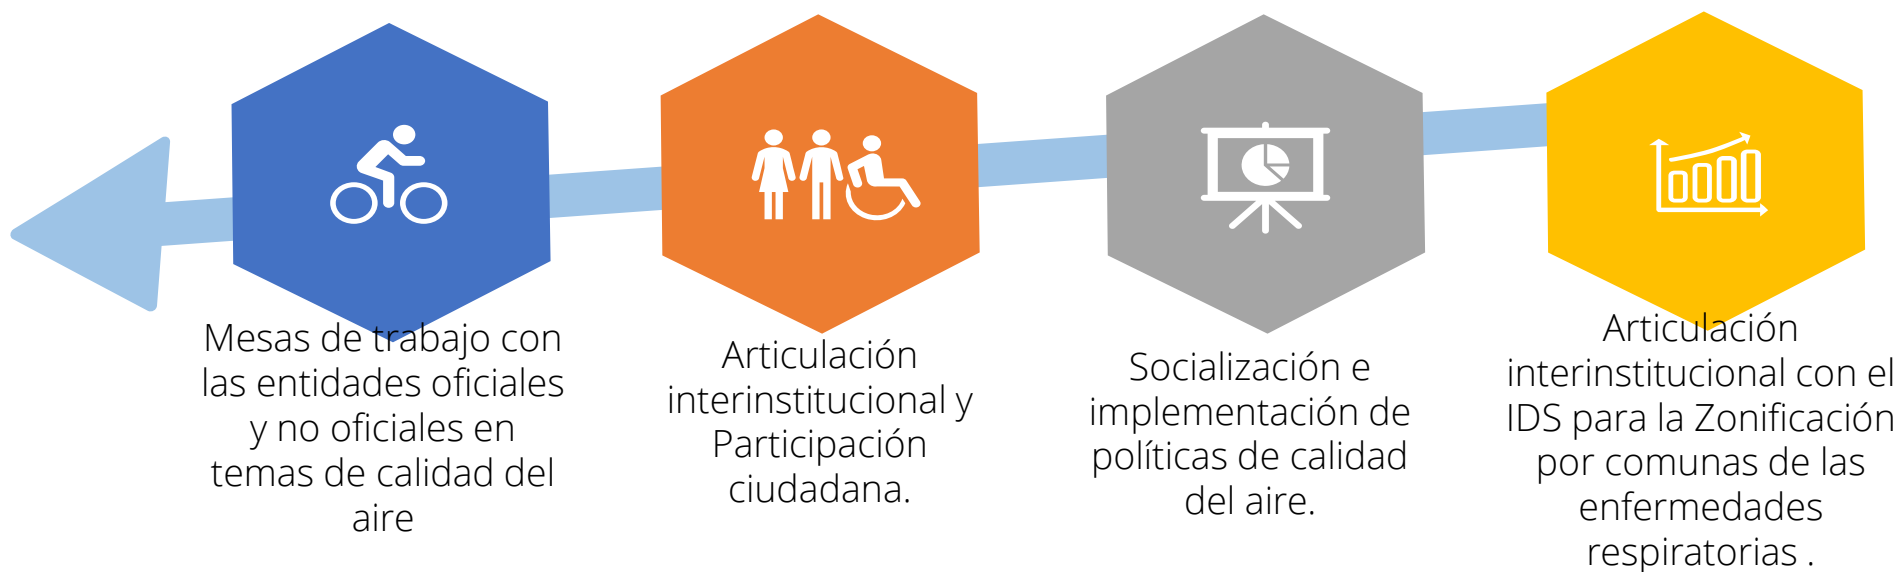 Mesas de trabajo con
las entidades oficiales
y no oficiales en
temas de calidad del
aire
Articulación
interinstitucional y
Participación
ciudadana.
Socialización e
implementación de
políticas de calidad
del aire.
Articulación
interinstitucional con el
IDS para la Zonificación
por comunas de las
enfermedades
respiratorias .